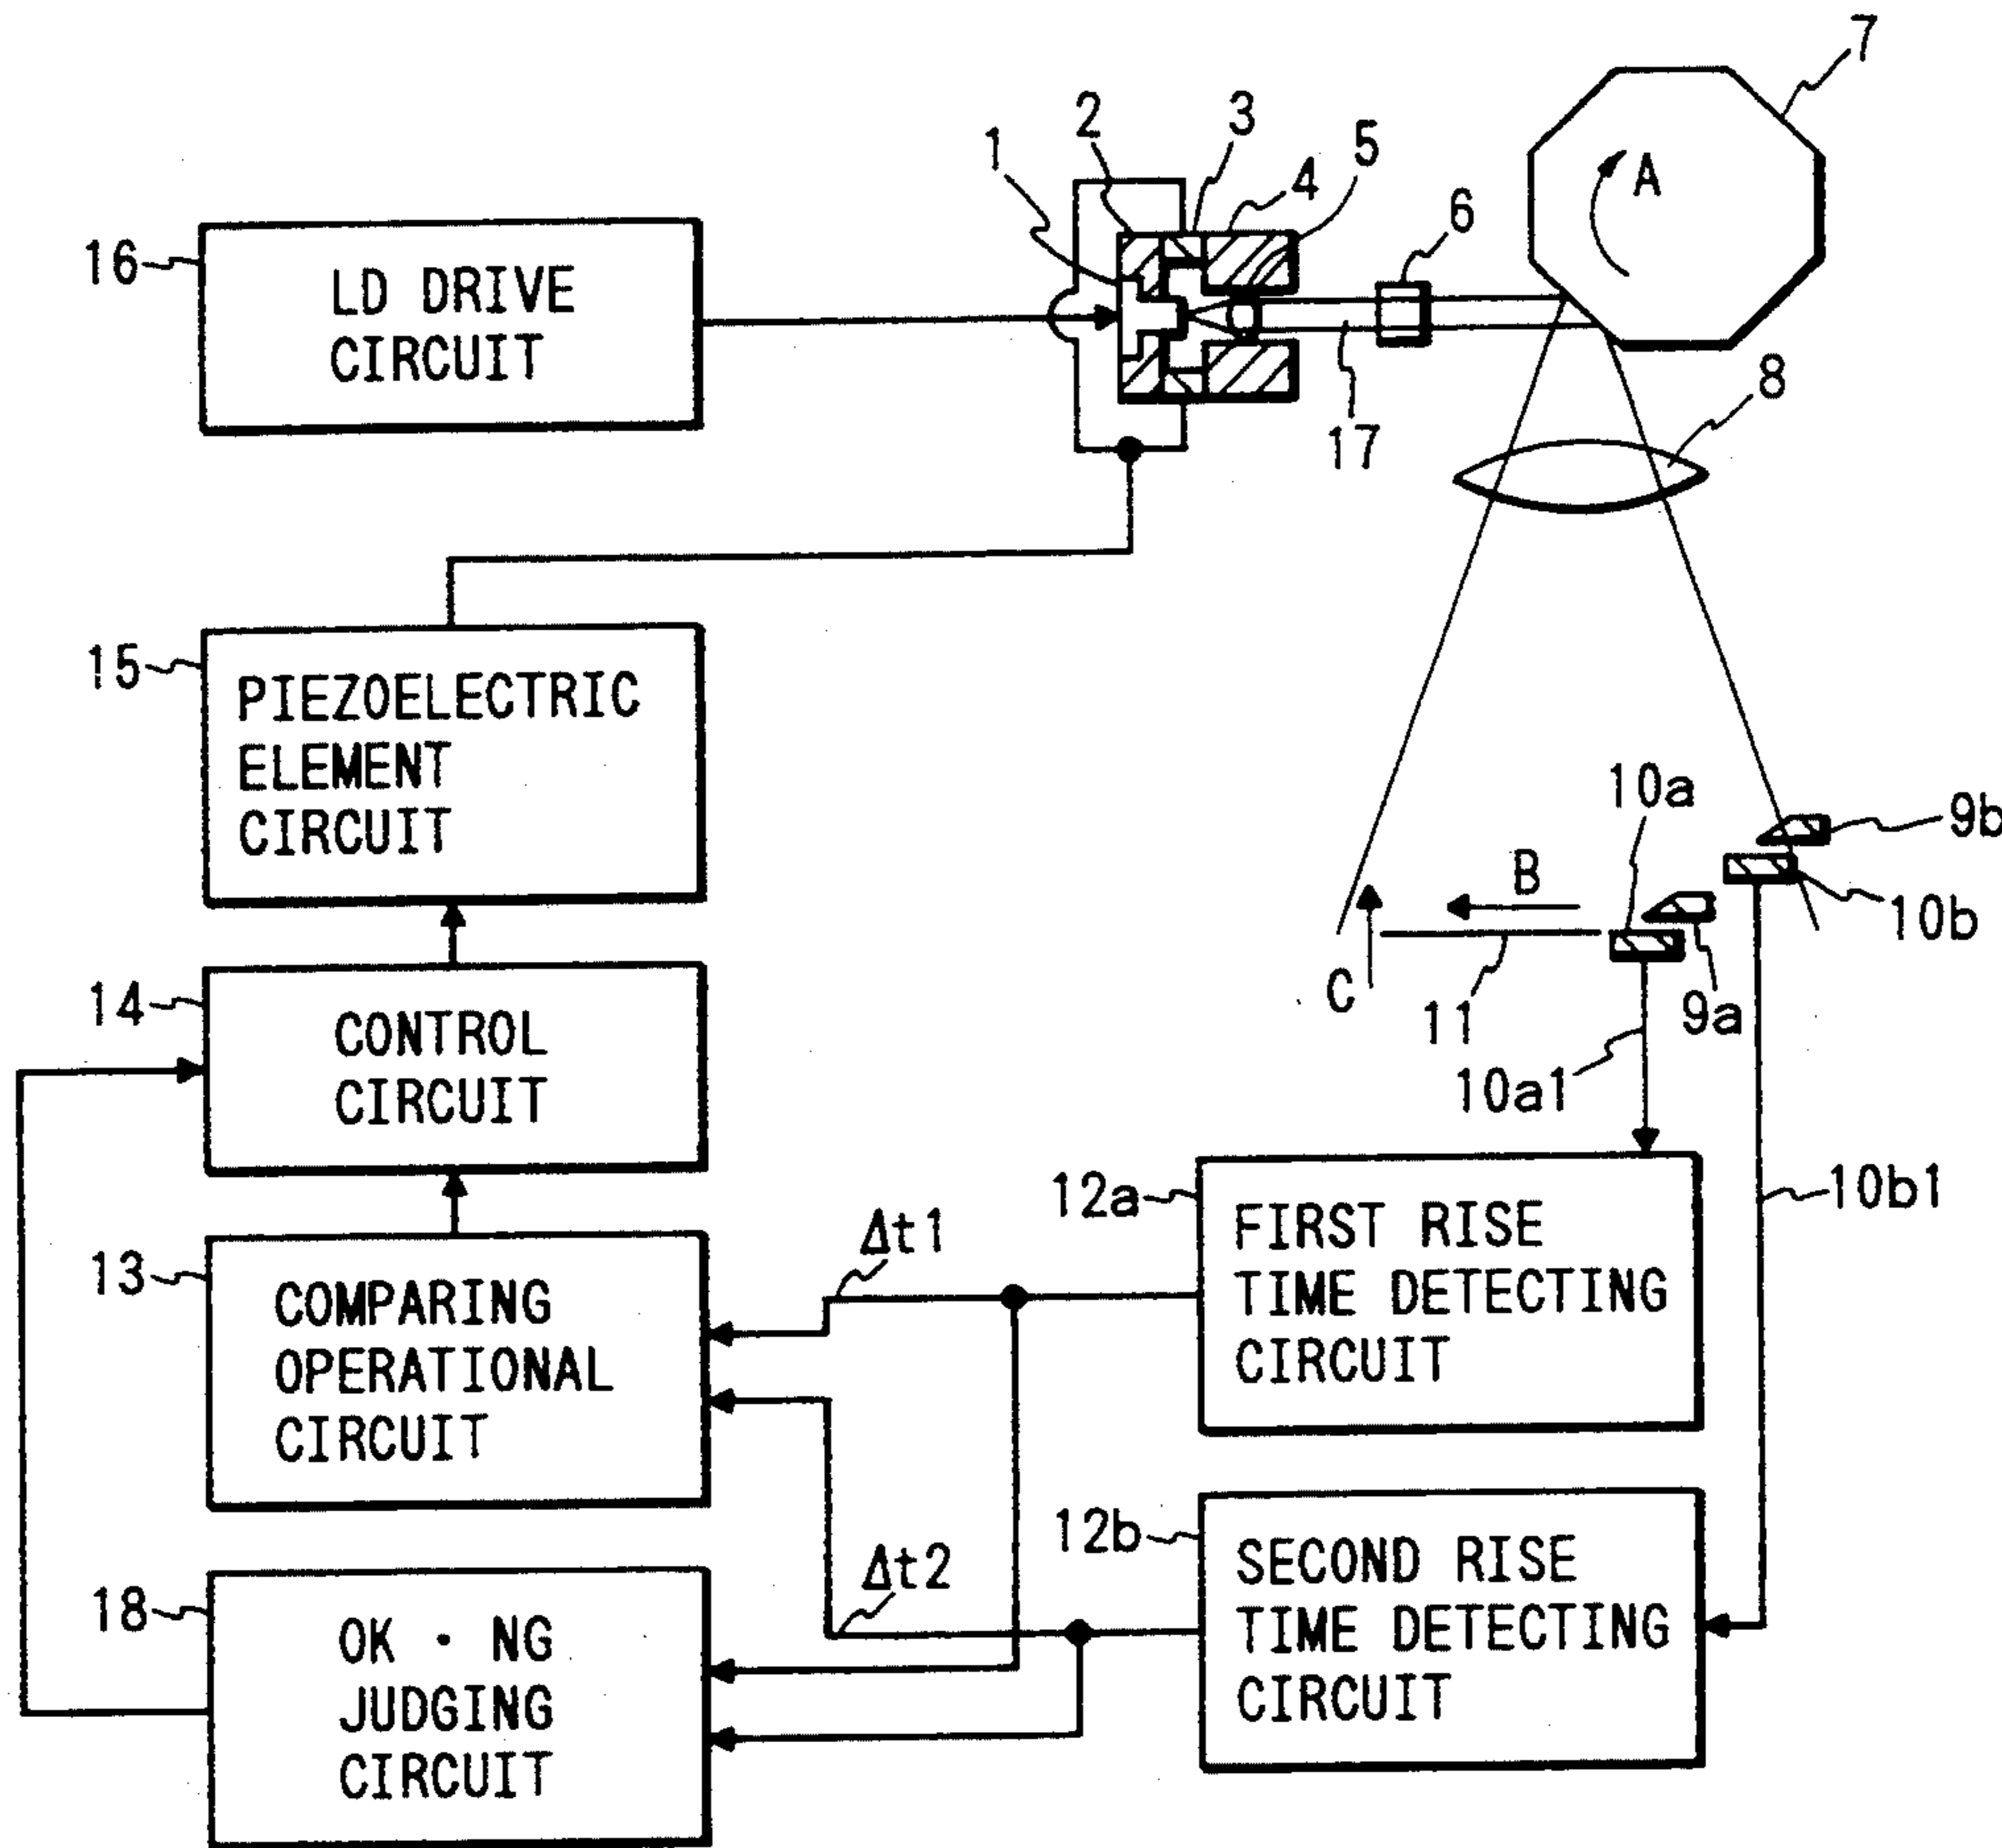 7
2
3
1
5
4
A
6
16
LD DRIVE
CIRCUIT
8
17
15
PIEZOELECTRIC
ELEMENT
CIRCUIT
10a
9b
B
10b
C
11
9a
14
CONTROL
CIRCUIT
10a1
10b1
12a
FIRST RISE
TIME DETECTING
CIRCUIT
Δt1
13
COMPARING
OPERATIONAL
CIRCUIT
12b
SECOND RISE
TIME DETECTING
CIRCUIT
Δt2
18
OK · NG
JUDGING
CIRCUIT